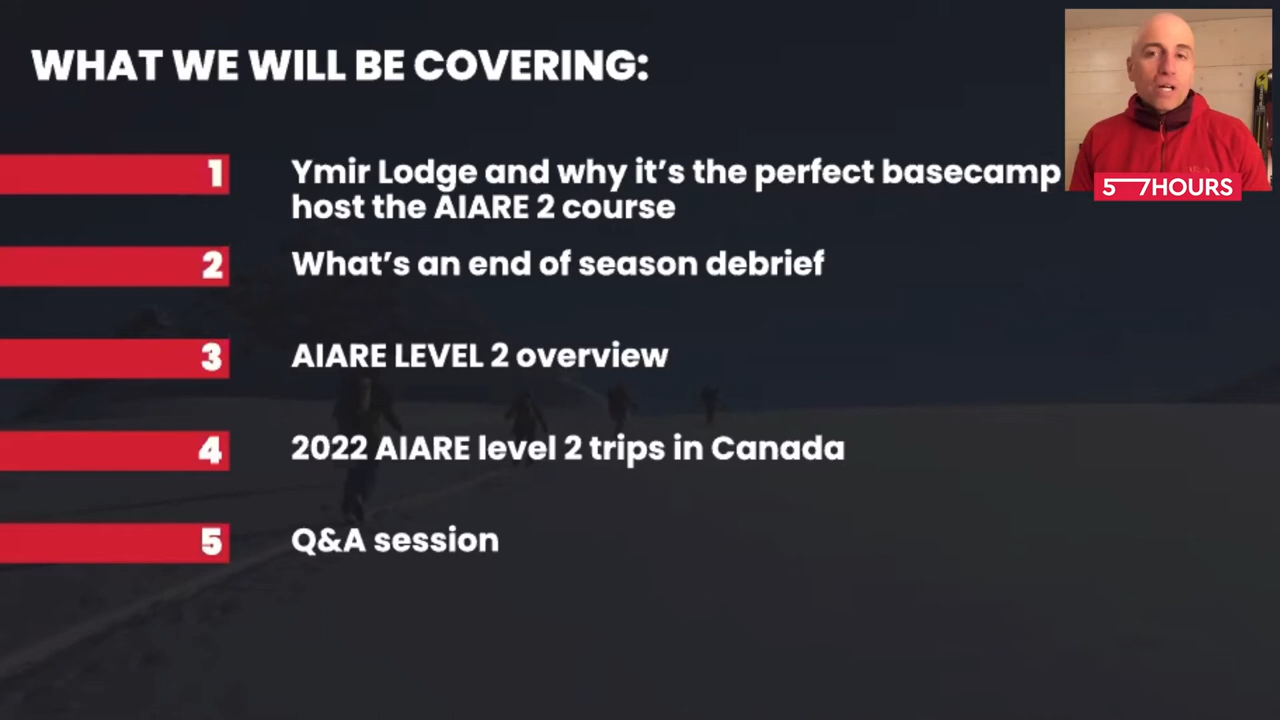 WHAT WE WILL BE COVERING:
1
Ymir Lodge and why it's the perfect basecamp
host the AIARE 2 course
2
What's an end of season debrief
3
AIARE LEVEL 2 overview
4
2022 AIARE level 2 trips in Canada
5
Q&A session
57HOURS